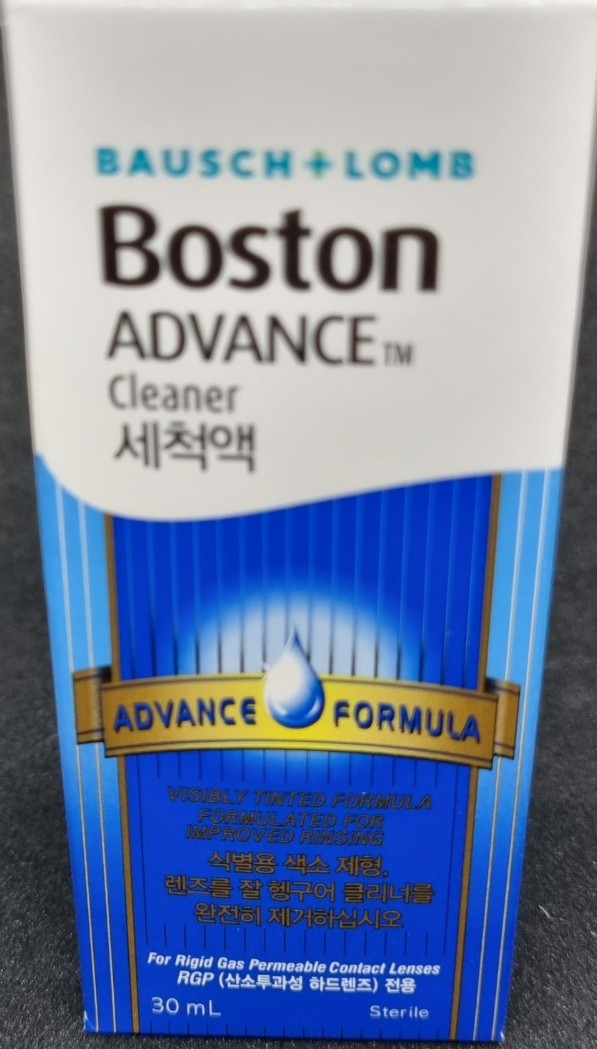 BAUSCH + LOMB
Boston
ADVANCE™
Cleaner
세척액
ADVANCE FORMULA
VISIBLY TINTED FORMULA
FORMULATED FOR
IMPROVED RINSING
식별용 색소 제형.
렌즈를 잘 헹구어 클리너를
완전히 제거하십시오
For Rigid Gas Permeable Contact Lenses
RGP (산소투과성 하드렌즈) 전용
30 mL Sterile